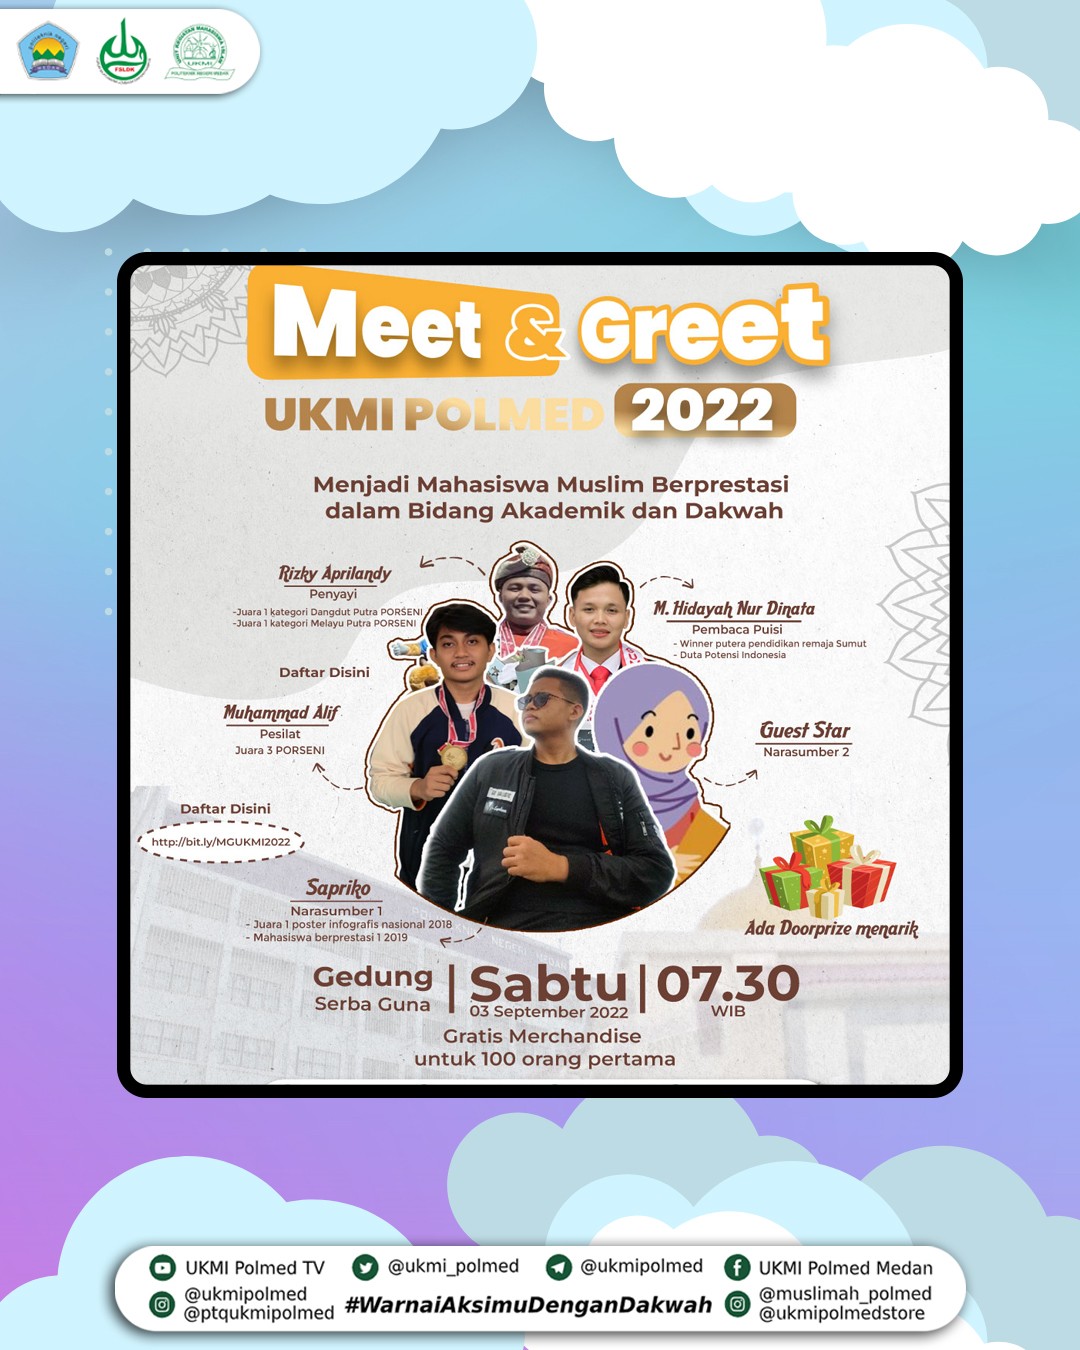 FSLDK
UKMI
POLITEKNIK NEGERI MEDAN
Meet & Greet
UKMI POLMED 2022
Menjadi Mahasiswa Muslim Berprestasi
dalam Bidang Akademik dan Dakwah
Rizky Aprilandy
Penyayi
-Juara 1 kategori Dangdut Putra PORSENI
-Juara 1 kategori Melayu Putra PORSENI
M. Hidayah Nur Dinata
Pembaca Puisi
- Winner putera pendidikan remaja Sumut
- Duta Potensi Indonesia
Daftar Disini
Muhammad Alif
Pesilat
Juara 3 PORSENI
Guest Star
Narasumber 2
Daftar Disini
http://bit.ly/MGUKMI2022
Sapriko
Narasumber 1
- Juara 1 poster infografis nasional 2018
- Mahasiswa berprestasi 1 2019
Ada Doorprize menarik
Gedung | Sabtu | 07.30
Serba Guna 03 September 2022 WIB
Gratis Merchandise
untuk 100 orang pertama
UKMI Polmed TV @ukmi_polmed @ukmipolmed UKMI Polmed Medan
@ukmipolmed
@ptqukmipolmed
#WarnaiAksimuDenganDakwah
@muslimah_polmed
@ukmipolmedstore